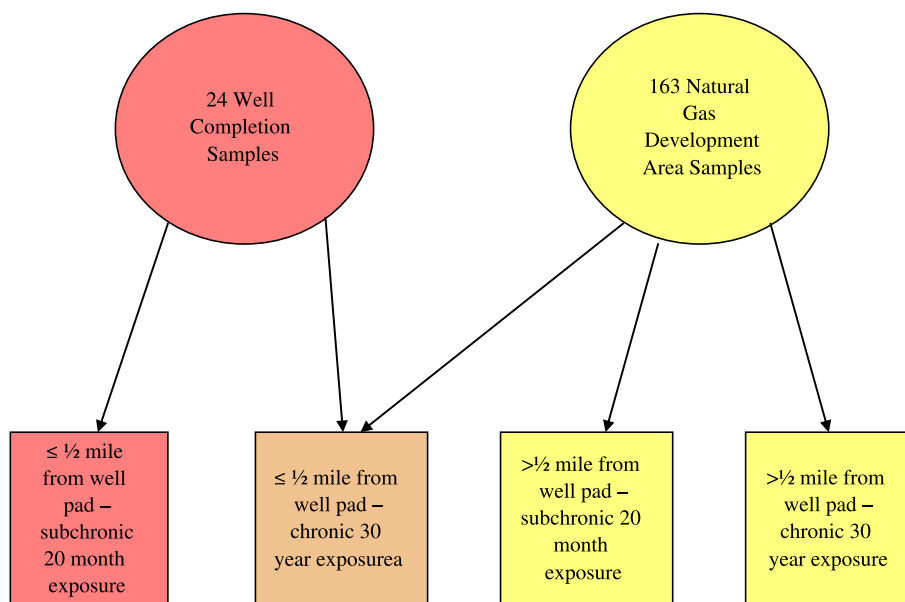 24 Well
Completion
Samples
163 Natural
Gas
Development
Area Samples
≤ ½ mile
from well
pad –
subchronic
20 month
exposure
≤ ½ mile from
well pad –
chronic 30
year exposurea
>½ mile from
well pad –
subchronic 20
month
exposure
>½ mile from
well pad –
chronic 30
year exposure